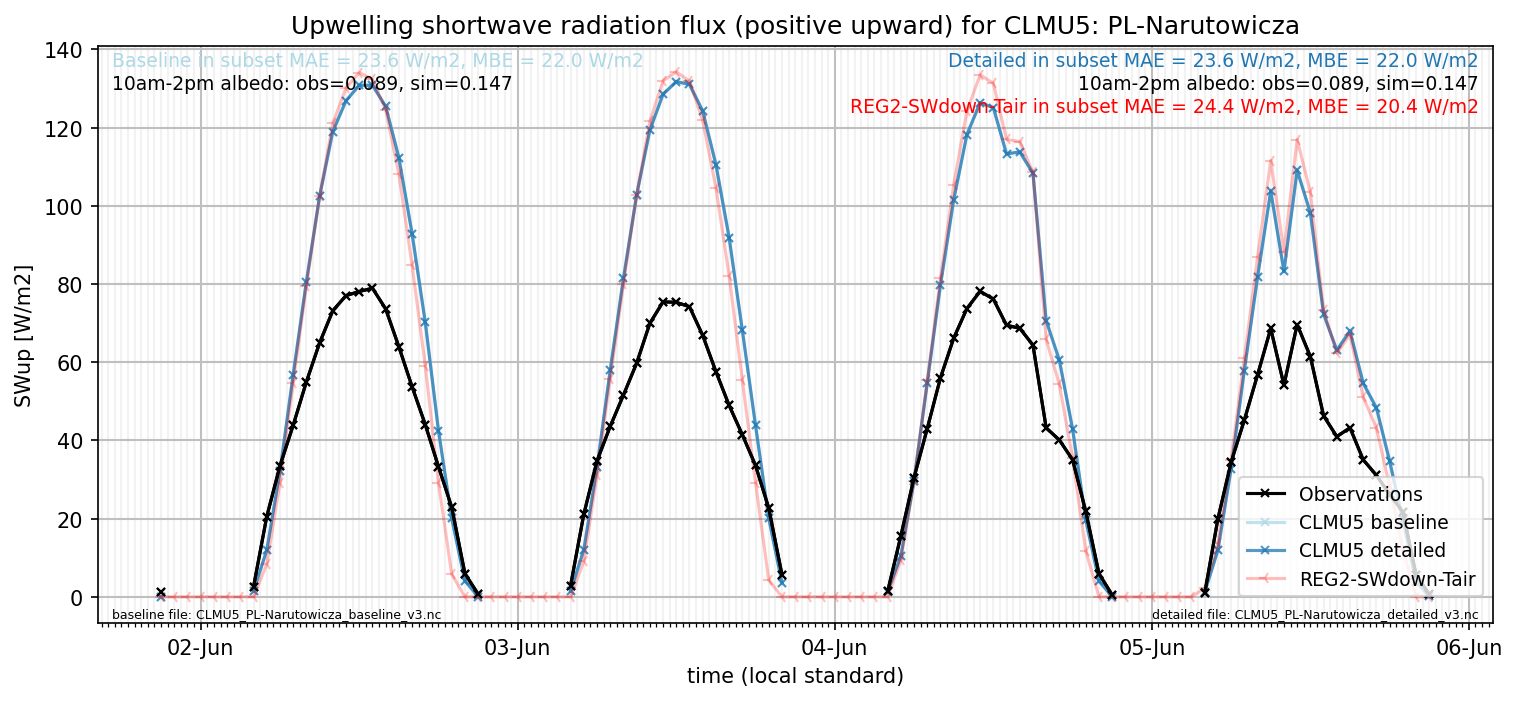 Upwelling shortwave radiation flux (positive upward) for CLMU5: PL-Narutowicza
Baseline in subset MAE = 23.6 W/m2, MBE = 22.0 W/m2
10am-2pm albedo: obs=0.089, sim=0.147
Detailed in subset MAE = 23.6 W/m2, MBE = 22.0 W/m2
10am-2pm albedo: obs=0.089, sim=0.147
REG2-SWdown-Tair in subset MAE = 24.4 W/m2, MBE = 20.4 W/m2
SWup [W/m2]
140
120
100
80
60
40
20
0
Observations
CLMU5 baseline
CLMU5 detailed
REG2-SWdown-Tair
baseline file: CLMU5_PL-Narutowicza_baseline_v3.nc
detailed file: CLMU5_PL-Narutowicza_detailed_v3.nc
02-Jun
03-Jun
04-Jun
05-Jun
06-Jun
time (local standard)